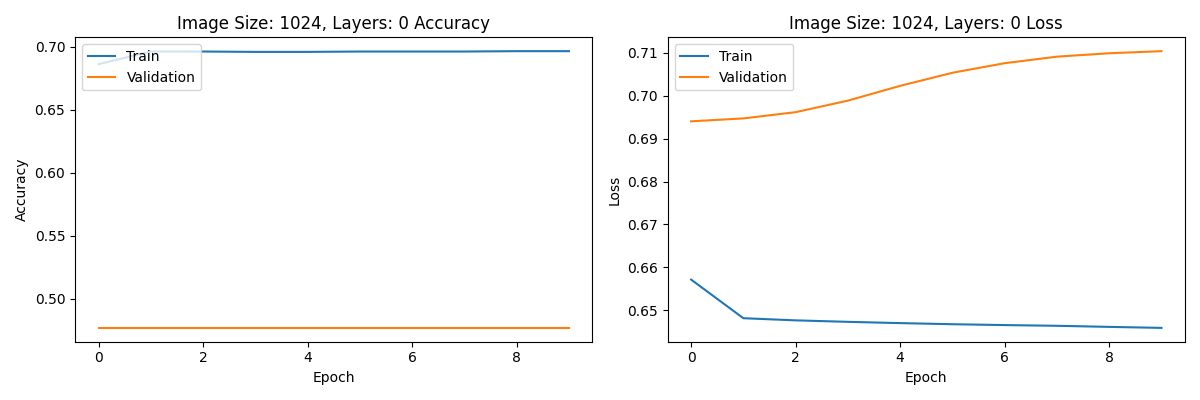 Image Size: 1024, Layers: 0 Accuracy
Train
Validation
0.70
0.65
0.60
0.55
0.50
Accuracy
0 2 4 6 8
Epoch
Image Size: 1024, Layers: 0 Loss
Train
Validation
0.71
0.70
0.69
0.68
0.67
0.66
0.65
Loss
0 2 4 6 8
Epoch